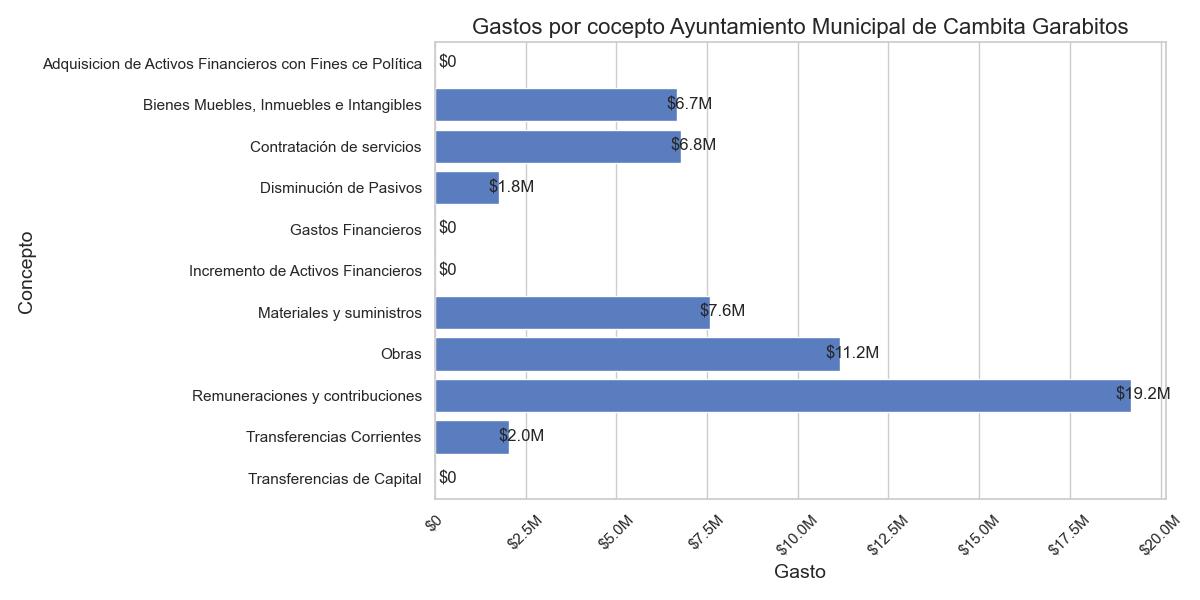 Gastos por cocepto Ayuntamiento Municipal de Cambita Garabitos
Concepto
Adquisicion de Activos Financieros con Fines ce Política $0
Bienes Muebles, Inmuebles e Intangibles $6.7M
Contratación de servicios $6.8M
Disminución de Pasivos $1.8M
Gastos Financieros $0
Incremento de Activos Financieros $0
Materiales y suministros $7.6M
Obras $11.2M
Remuneraciones y contribuciones $19.2M
Transferencias Corrientes $2.0M
Transferencias de Capital $0
$0 $2.5M $5.0M $7.5M $10.0M $12.5M $15.0M $17.5M $20.0M
Gasto